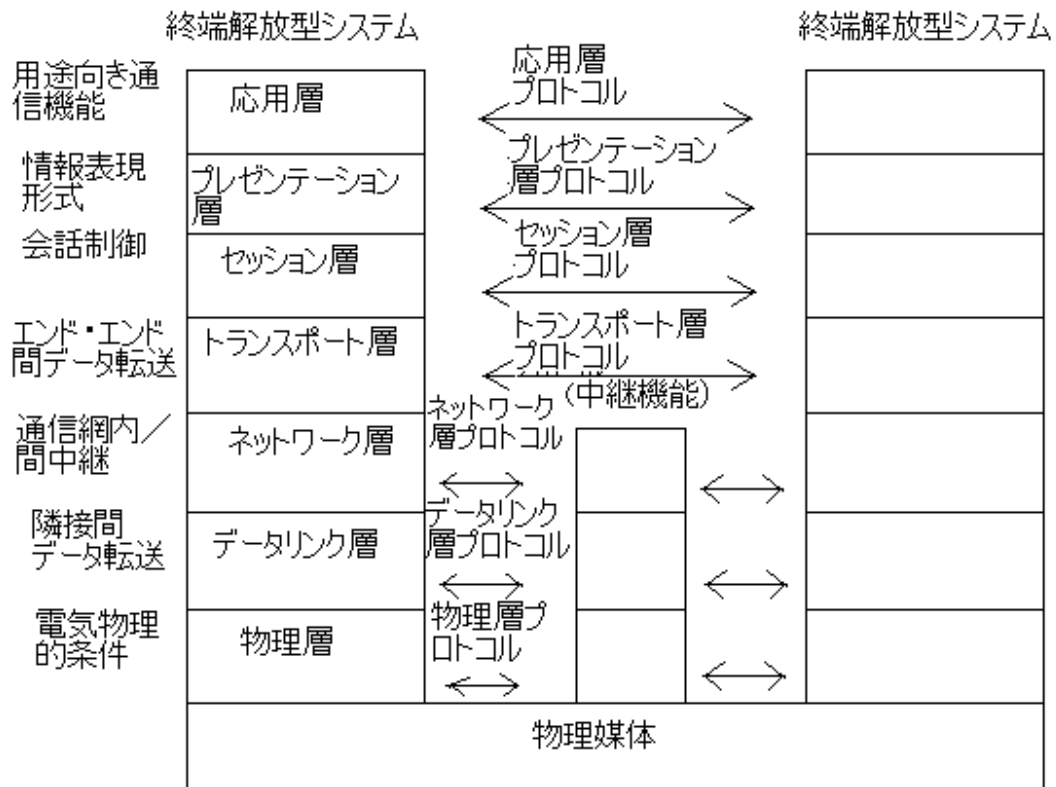 終端解放型システム
終端解放型システム
用途向き通
信機能
応用層
応用層
プロトコル
情報表現
形式
プレゼンテーション
層
プレゼンテーション
層プロトコル
会話制御
セッション層
セッション層
プロトコル
エンド・エンド
間データ転送
トランスポート層
トランスポート層
プロトコル
(中継機能)
通信網内／
間中継
ネットワーク層
ネットワーク
層プロトコル
隣接間
データ転送
データリンク層
データリンク
層プロトコル
電気物理
的条件
物理層
物理層プ
ロトコル
物理媒体